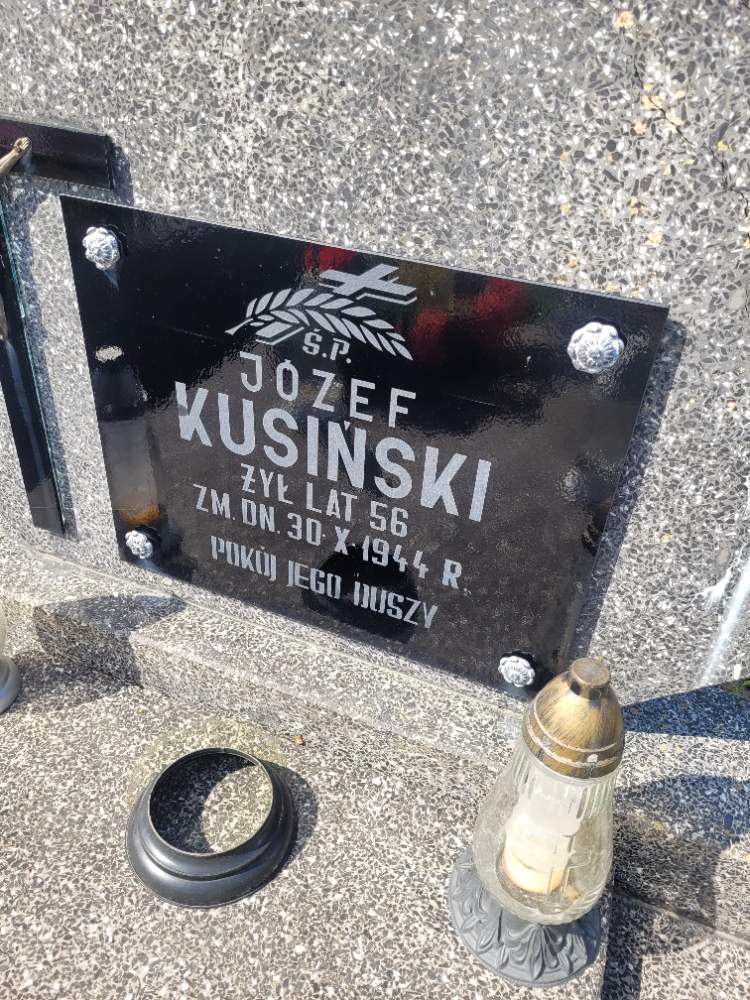 Ś.P.
JÓZEF
KUSIŃSKI
ŻYŁ LAT 56
ZM. DN. 30. X. 1944 R.
POKÓJ JEGO DUSZY